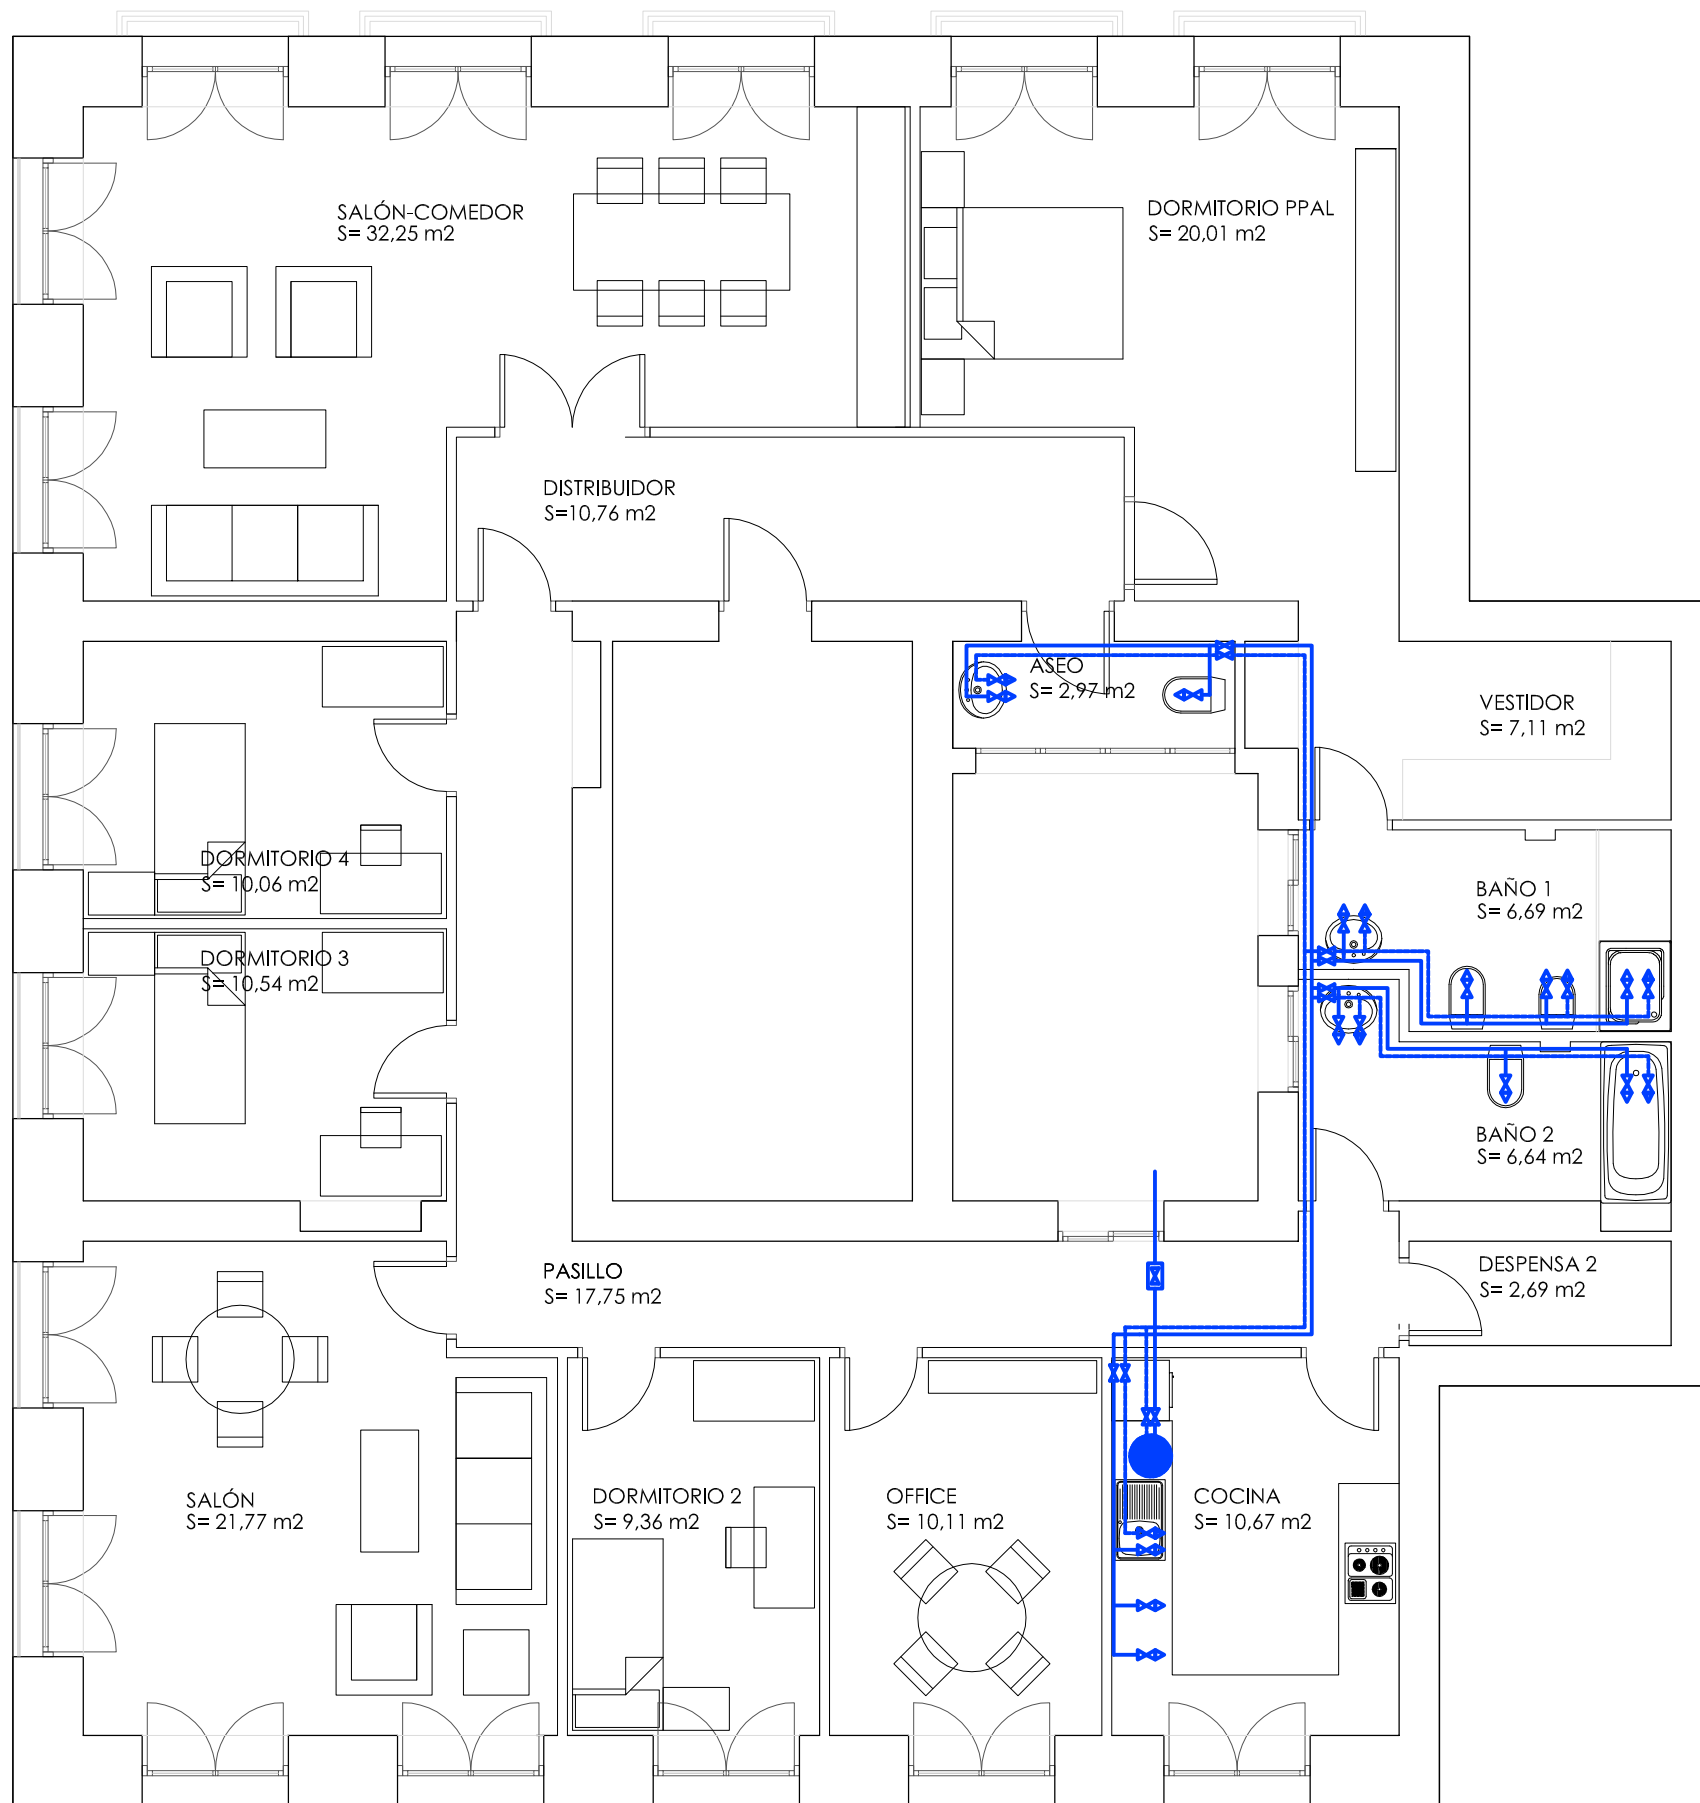 SALÓN-COMEDOR
S= 32,25 m2
DORMITORIO PPAL
S= 20,01 m2
DISTRIBUIDOR
S=10,76 m2
ASEO
S= 2,97 m2
VESTIDOR
S= 7,11 m2
DORMITORIO 4
S= 10,06 m2
BAÑO 1
S= 6,69 m2
DORMITORIO 3
S= 10,54 m2
BAÑO 2
S= 6,64 m2
PASILLO
S= 17,75 m2
DESPENSA 2
S= 2,69 m2
SALÓN
S= 21,77 m2
DORMITORIO 2
S= 9,36 m2
OFFICE
S= 10,11 m2
COCINA
S= 10,67 m2